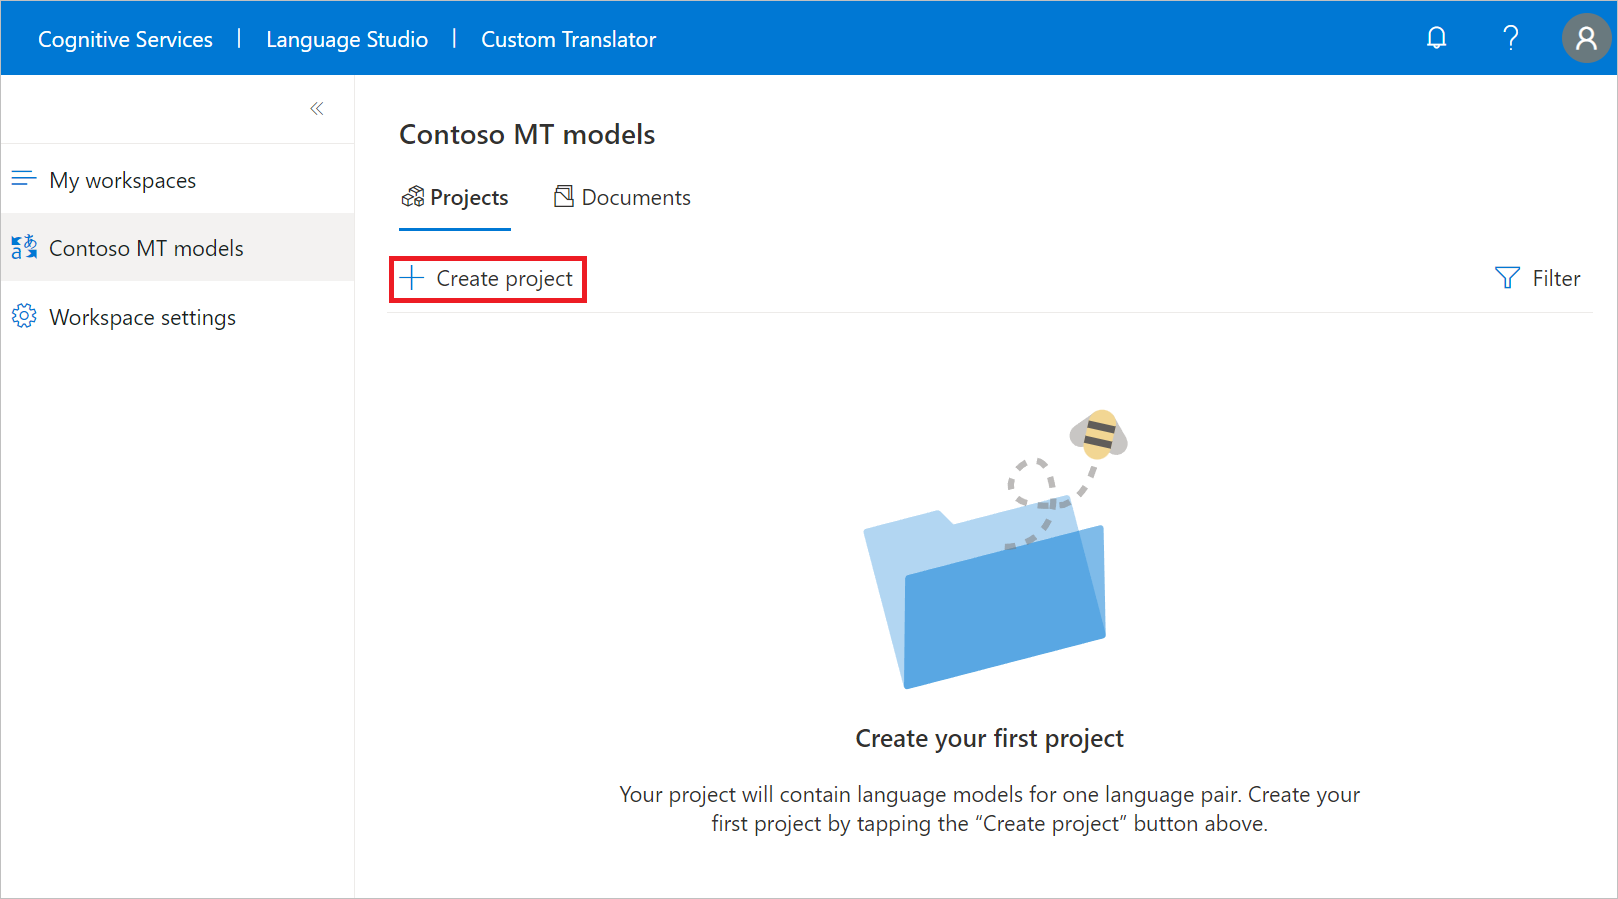 Cognitive Services | Language Studio | Custom Translator
My workspaces
Contoso MT models
Workspace settings
Contoso MT models
Projects Documents
Create project Filter
Create your first project
Your project will contain language models for one language pair. Create your
first project by tapping the “Create project” button above.